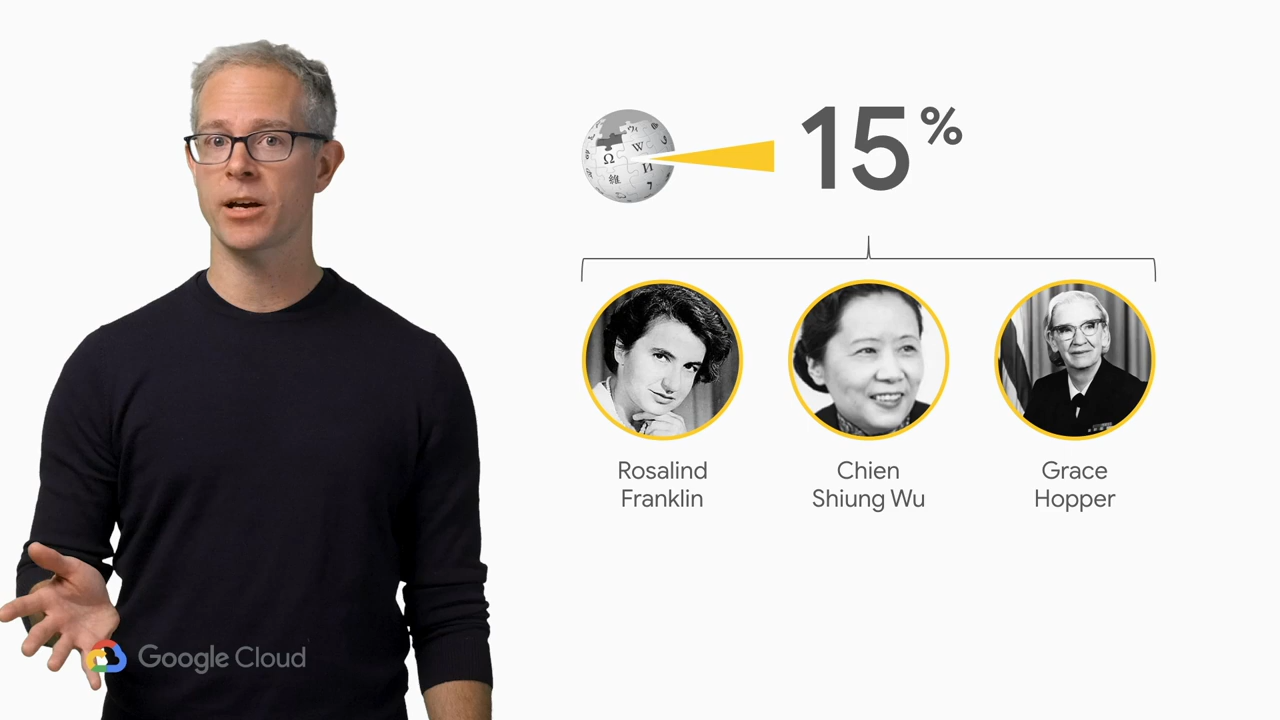 15%
Rosalind
Franklin
Chien
Shiung Wu
Grace
Hopper
Google Cloud